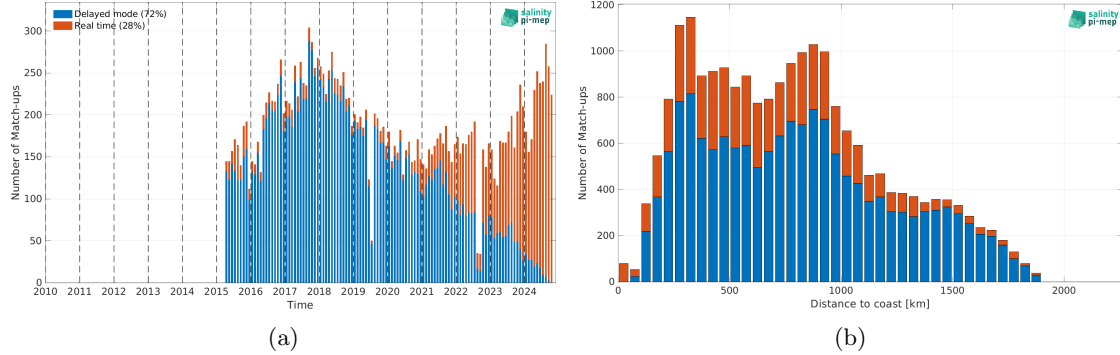 Delayed mode (72%)
Real time (28%)
salinity
pi-mep
Number of Match-ups
300
250
200
150
100
50
0
2010 2011 2012 2013 2014 2015 2016 2017 2018 2019 2020 2021 2022 2023 2024
Time
(a)
salinity
pi-mep
Number of Match-ups
1200
1000
800
600
400
200
0
0 500 1000 1500 2000
Distance to coast [km]
(b)